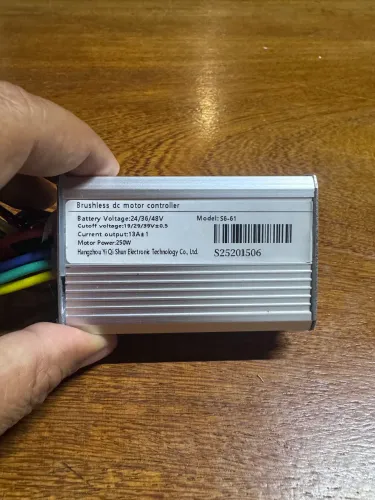 Brushless dc motor controller
Battery Voltage:24/36/48V
Model:S6-61
Cutoff voltage:19/29/39V±0.5
Current output:13A±1
Motor Power:250W
Hangzhou Yi Qi Shun Electronic Technology Co., Ltd.
S25201506